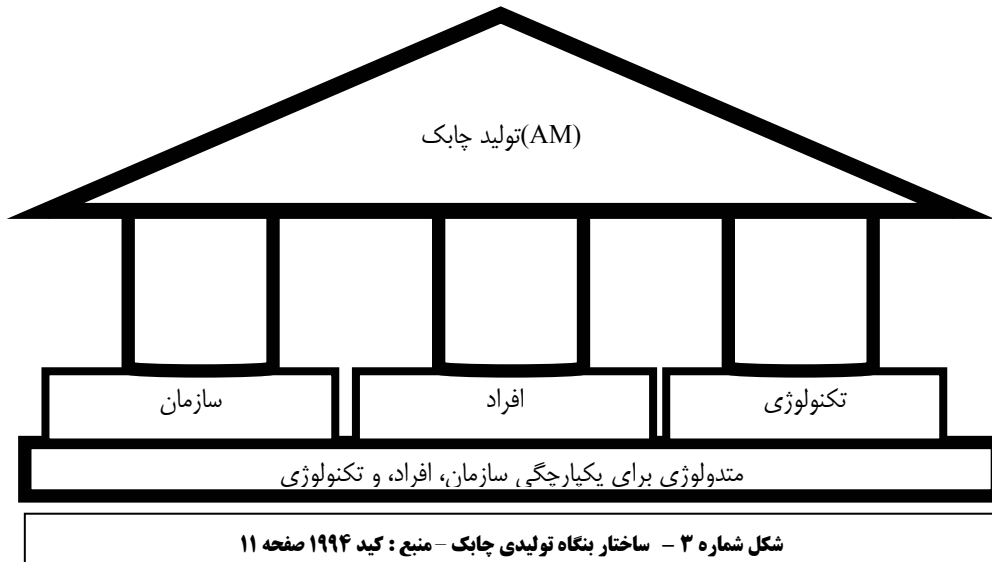 تولید چابک(AM)
تکنولوژی
افراد
سازمان
متدولوژی برای یکپارچگی سازمان، افراد، و تکنولوژی
شکل شماره ۳ - ساختار بنگاه تولیدی چابک – منبع : کید ۱۹۹۴ صفحه ۱۱